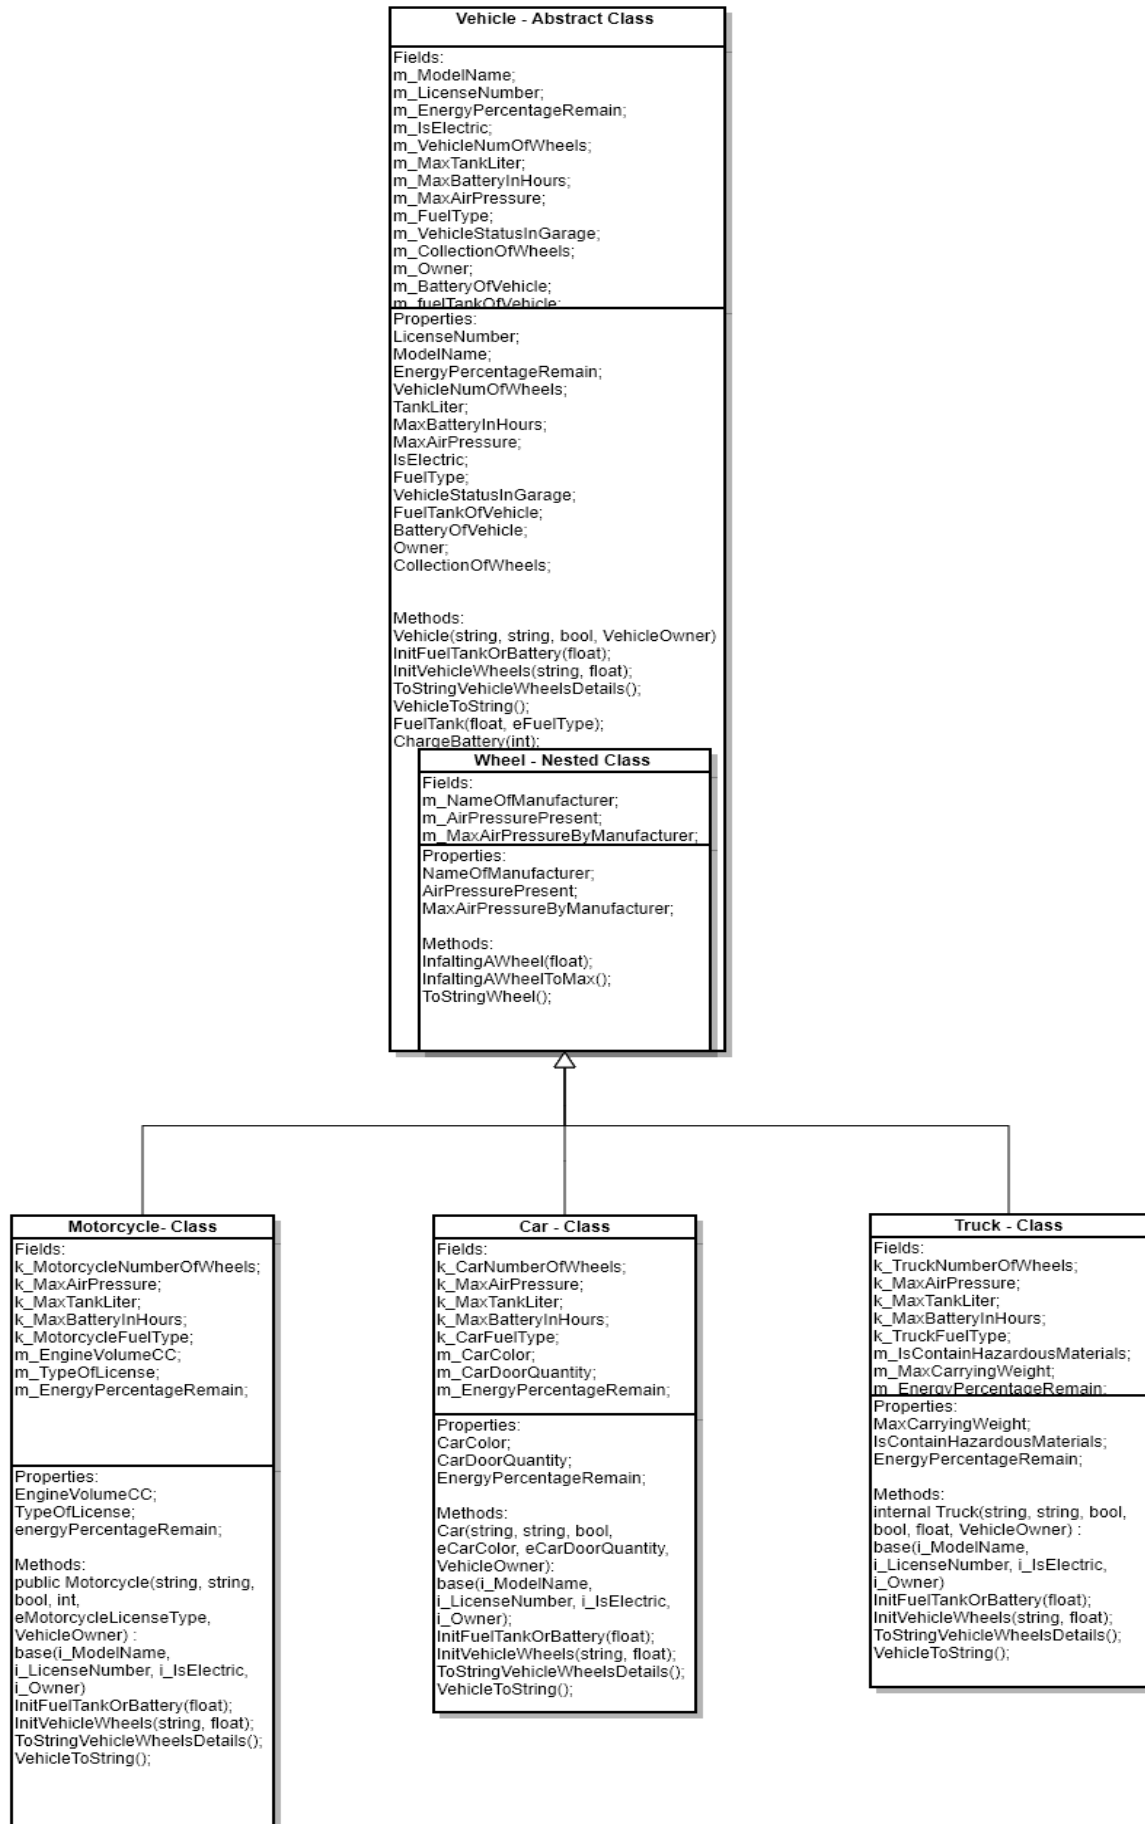 Vehicle - Abstract Class
Fields:
m_ModelName;
m_LicenseNumber;
m_EnergyPercentageRemain;
m_IsElectric;
m_VehicleNumOfWheels;
m_MaxTankLiter;
m_MaxBatteryInHours;
m_MaxAirPressure;
m_FuelType;
m_VehicleStatusInGarage;
m_CollectionOfWheels;
m_Owner;
m_BatteryOfVehicle;
m_fuelTankOfVehicle;
Properties:
LicenseNumber;
ModelName;
EnergyPercentageRemain;
VehicleNumOfWheels;
TankLiter;
MaxBatteryInHours;
MaxAirPressure;
IsElectric;
FuelType;
VehicleStatusInGarage;
FuelTankOfVehicle;
BatteryOfVehicle;
Owner;
CollectionOfWheels;
Methods:
Vehicle(string, string, bool, VehicleOwner)
InitFuelTankOrBattery(float);
InitVehicleWheels(string, float);
ToStringVehicleWheelsDetails();
VehicleToString();
FuelTank(float, eFuelType);
ChargeBattery(int);
Wheel - Nested Class
Fields:
m_NameOfManufacturer;
m_AirPressurePresent;
m_MaxAirPressureByManufacturer;
Properties:
NameOfManufacturer;
AirPressurePresent;
MaxAirPressureByManufacturer;
Methods:
InfaltingAWheel(float);
InfaltingAWheelToMax();
ToStringWheel();
Motorcycle- Class
Fields:
k_MotorcycleNumberOfWheels;
k_MaxAirPressure;
k_MaxTankLiter;
k_MaxBatteryInHours;
k_MotorcycleFuelType;
m_EngineVolumeCC;
m_TypeOfLicense;
m_EnergyPercentageRemain;
Properties:
EngineVolumeCC;
TypeOfLicense;
energyPercentageRemain;
Methods:
public Motorcycle(string, string,
bool, int,
eMotorcycleLicenseType,
VehicleOwner) :
base(i_ModelName,
i_LicenseNumber, i_IsElectric,
i_Owner)
InitFuelTankOrBattery(float);
InitVehicleWheels(string, float);
ToStringVehicleWheelsDetails();
VehicleToString();
Car - Class
Fields:
k_CarNumberOfWheels;
k_MaxAirPressure;
k_MaxTankLiter;
k_MaxBatteryInHours;
k_CarFuelType;
m_CarColor;
m_CarDoorQuantity;
m_EnergyPercentageRemain;
Properties:
CarColor;
CarDoorQuantity;
EnergyPercentageRemain;
Methods:
Car(string, string, bool,
eCarColor, eCarDoorQuantity,
VehicleOwner):
base(i_ModelName,
i_LicenseNumber, i_IsElectric,
i_Owner);
InitFuelTankOrBattery(float);
InitVehicleWheels(string, float);
ToStringVehicleWheelsDetails();
VehicleToString();
Truck - Class
Fields:
k_TruckNumberOfWheels;
k_MaxAirPressure;
k_MaxTankLiter;
k_MaxBatteryInHours;
k_TruckFuelType;
m_IsContainHazardousMaterials;
m_MaxCarryingWeight;
m_EnergyPercentageRemain;
Properties:
MaxCarryingWeight;
IsContainHazardousMaterials;
EnergyPercentageRemain;
Methods:
internal Truck(string, string, bool,
bool, float, VehicleOwner) :
base(i_ModelName,
i_LicenseNumber, i_IsElectric,
i_Owner)
InitFuelTankOrBattery(float);
InitVehicleWheels(string, float);
ToStringVehicleWheelsDetails();
VehicleToString();